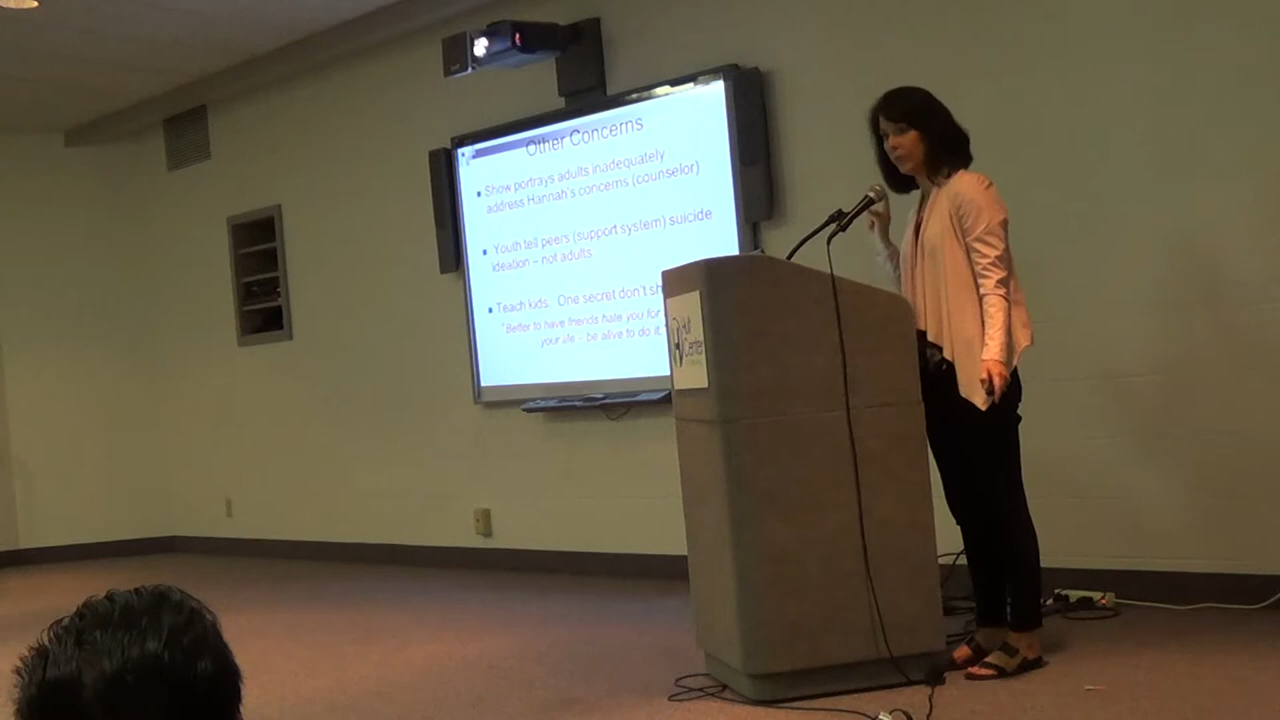 Other Concerns
▪ Show portrays adults inadequately
address Hannah's concerns (counselor)
▪ Youth tell peers (support system) suicide
ideation – not adults
▪ Teach kids. One secret don't sh
"Better to have friends hate you for
your life – be alive to do it.
Center